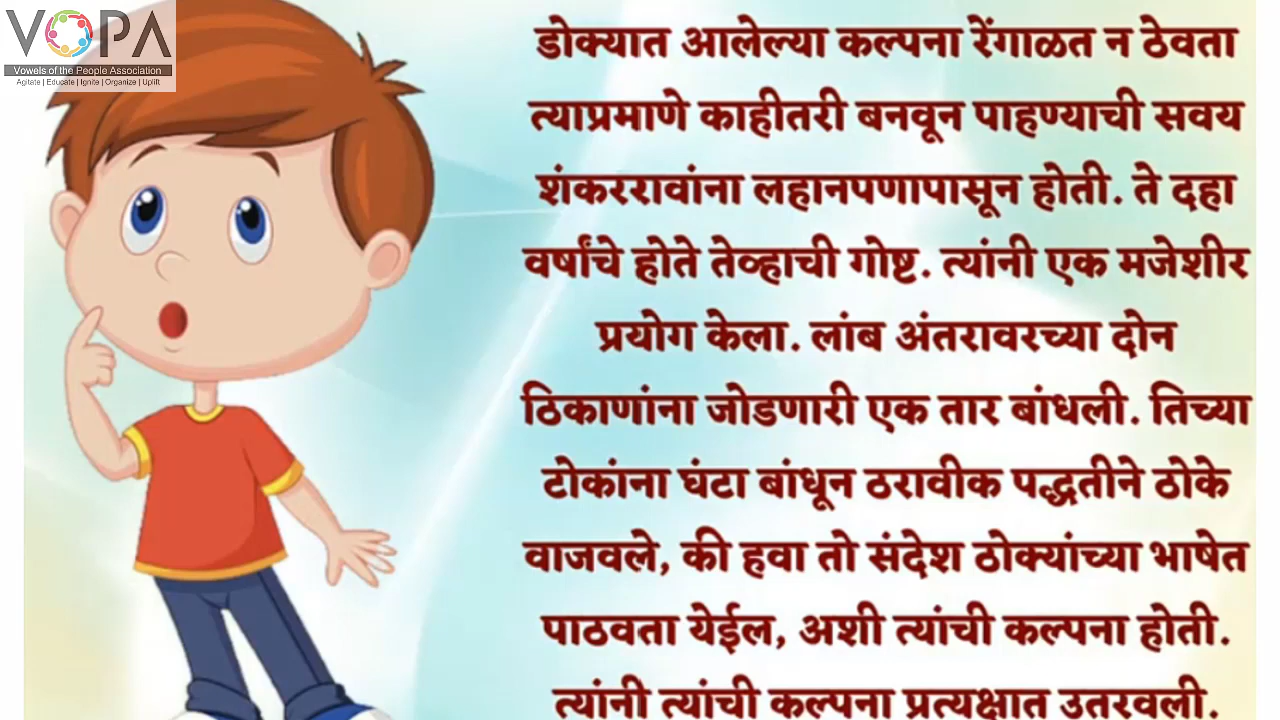 VOPA
Vowels of the People Association
Agitate | Educate | Ignite | Organize | Uplift
डोक्यात आलेल्या कल्पना रेंगाळत न ठेवता
त्याप्रमाणे काहीतरी बनवून पाहण्याची सवय
शंकररावांना लहानपणापासून होती. ते दहा
वर्षांचे होते तेव्हाची गोष्ट. त्यांनी एक मजेशीर
प्रयोग केला. लांब अंतरावरच्या दोन
ठिकाणांना जोडणारी एक तार बांधली. तिच्या
टोकांना घंटा बांधून ठरावीक पद्धतीने ठोके
वाजवले, की हवा तो संदेश ठोक्यांच्या भाषेत
पाठवता येईल, अशी त्यांची कल्पना होती.
त्यांनी त्यांची कल्पना प्रत्यक्षात उतरवली.